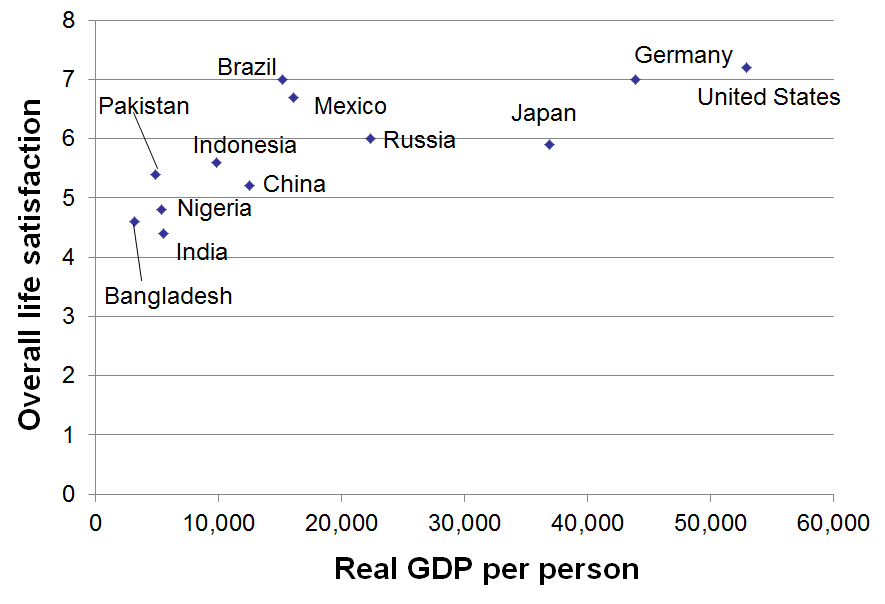 Overall life satisfaction
8
7
6
5
4
3
2
1
0
Brazil
Germany
United States
Pakistan
Mexico
Japan
Indonesia
Russia
China
Nigeria
India
Bangladesh
0
10,000
20,000
30,000
40,000
50,000
60,000
Real GDP per person